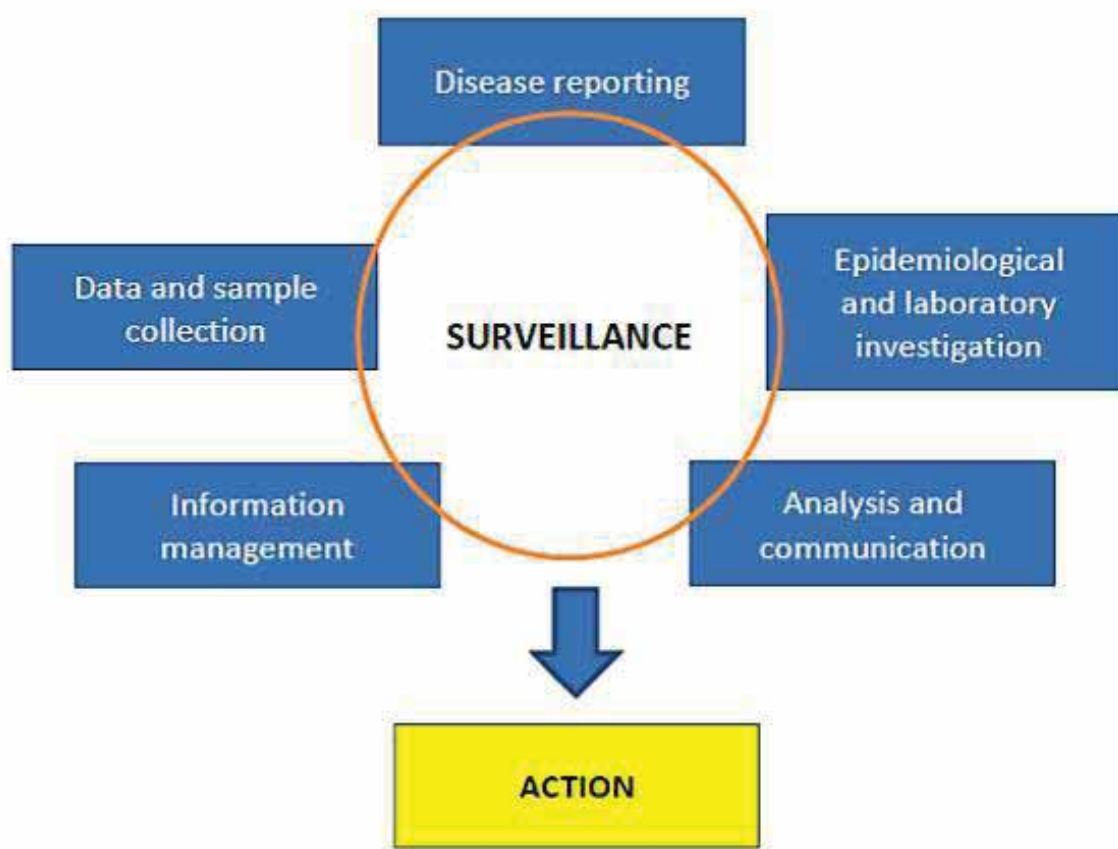 Disease reporting
Data and sample
collection
SURVEILLANCE
Epidemiological
and laboratory
investigation
Information
management
Analysis and
communication
ACTION